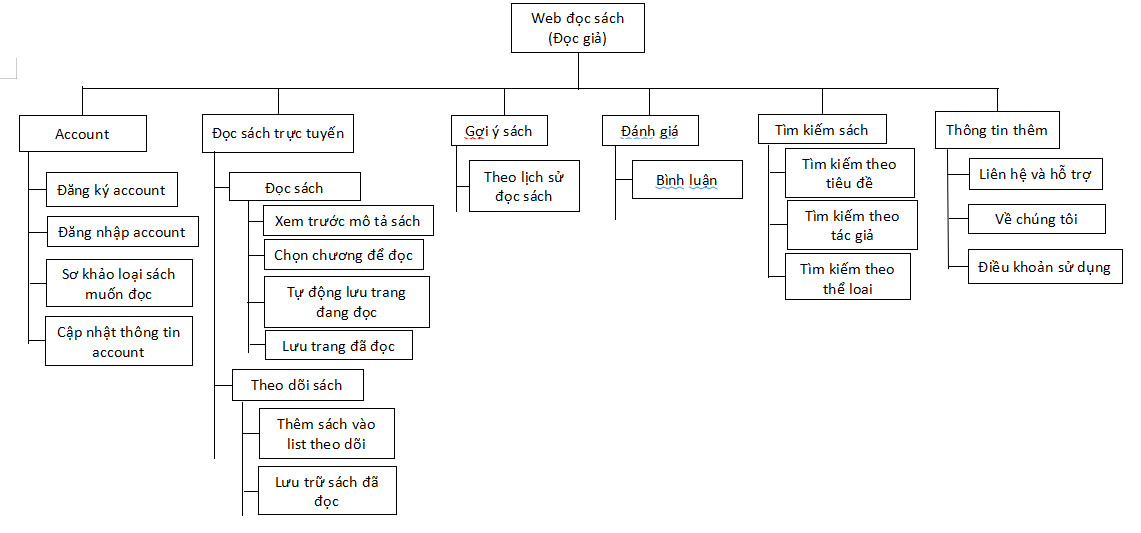 Web đọc sách
(Đọc giả)
Account
Đăng ký account
Đăng nhập account
Sơ khảo loại sách
muốn đọc
Cập nhật thông tin
account
Đọc sách trực tuyến
Đọc sách
Xem trước mô tả sách
Chọn chương để đọc
Tự động lưu trang
đang đọc
Lưu trang đã đọc
Theo dõi sách
Thêm sách vào
list theo dõi
Lưu trữ sách đã
đọc
Gợi ý sách
Theo lịch sử
đọc sách
Đánh giá
Bình luận
Tìm kiếm sách
Tìm kiếm theo
tiêu đề
Tìm kiếm theo
tác giả
Tìm kiếm theo
thể loai
Thông tin thêm
Liên hệ và hỗ trợ
Về chúng tôi
Điều khoản sử dụng